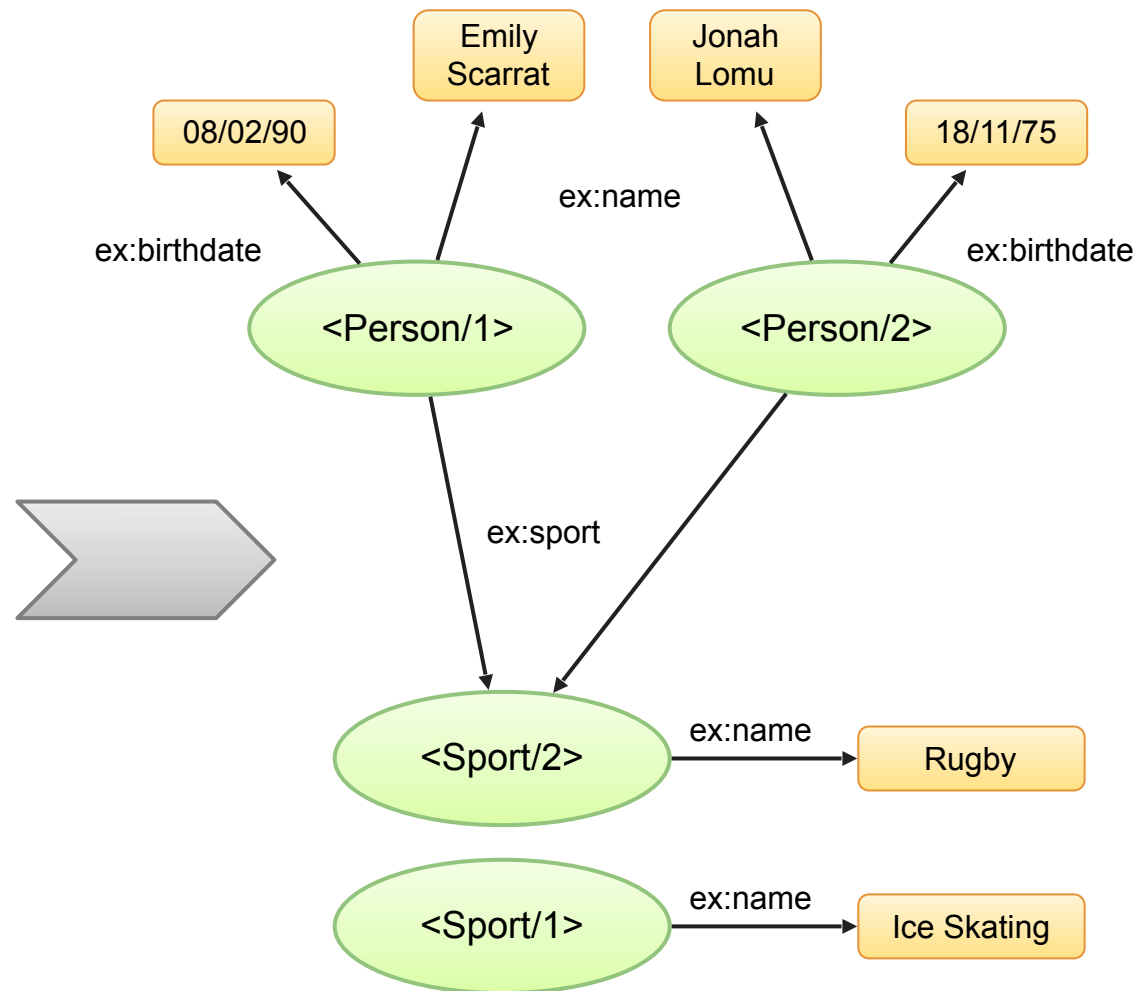 Emily
Scarrat
Jonah
Lomu
08/02/90
18/11/75
ex:name
ex:birthdate
ex:birthdate
<Person/1>
<Person/2>
ex:sport
<Sport/2>
ex:name
Rugby
<Sport/1>
ex:name
Ice Skating